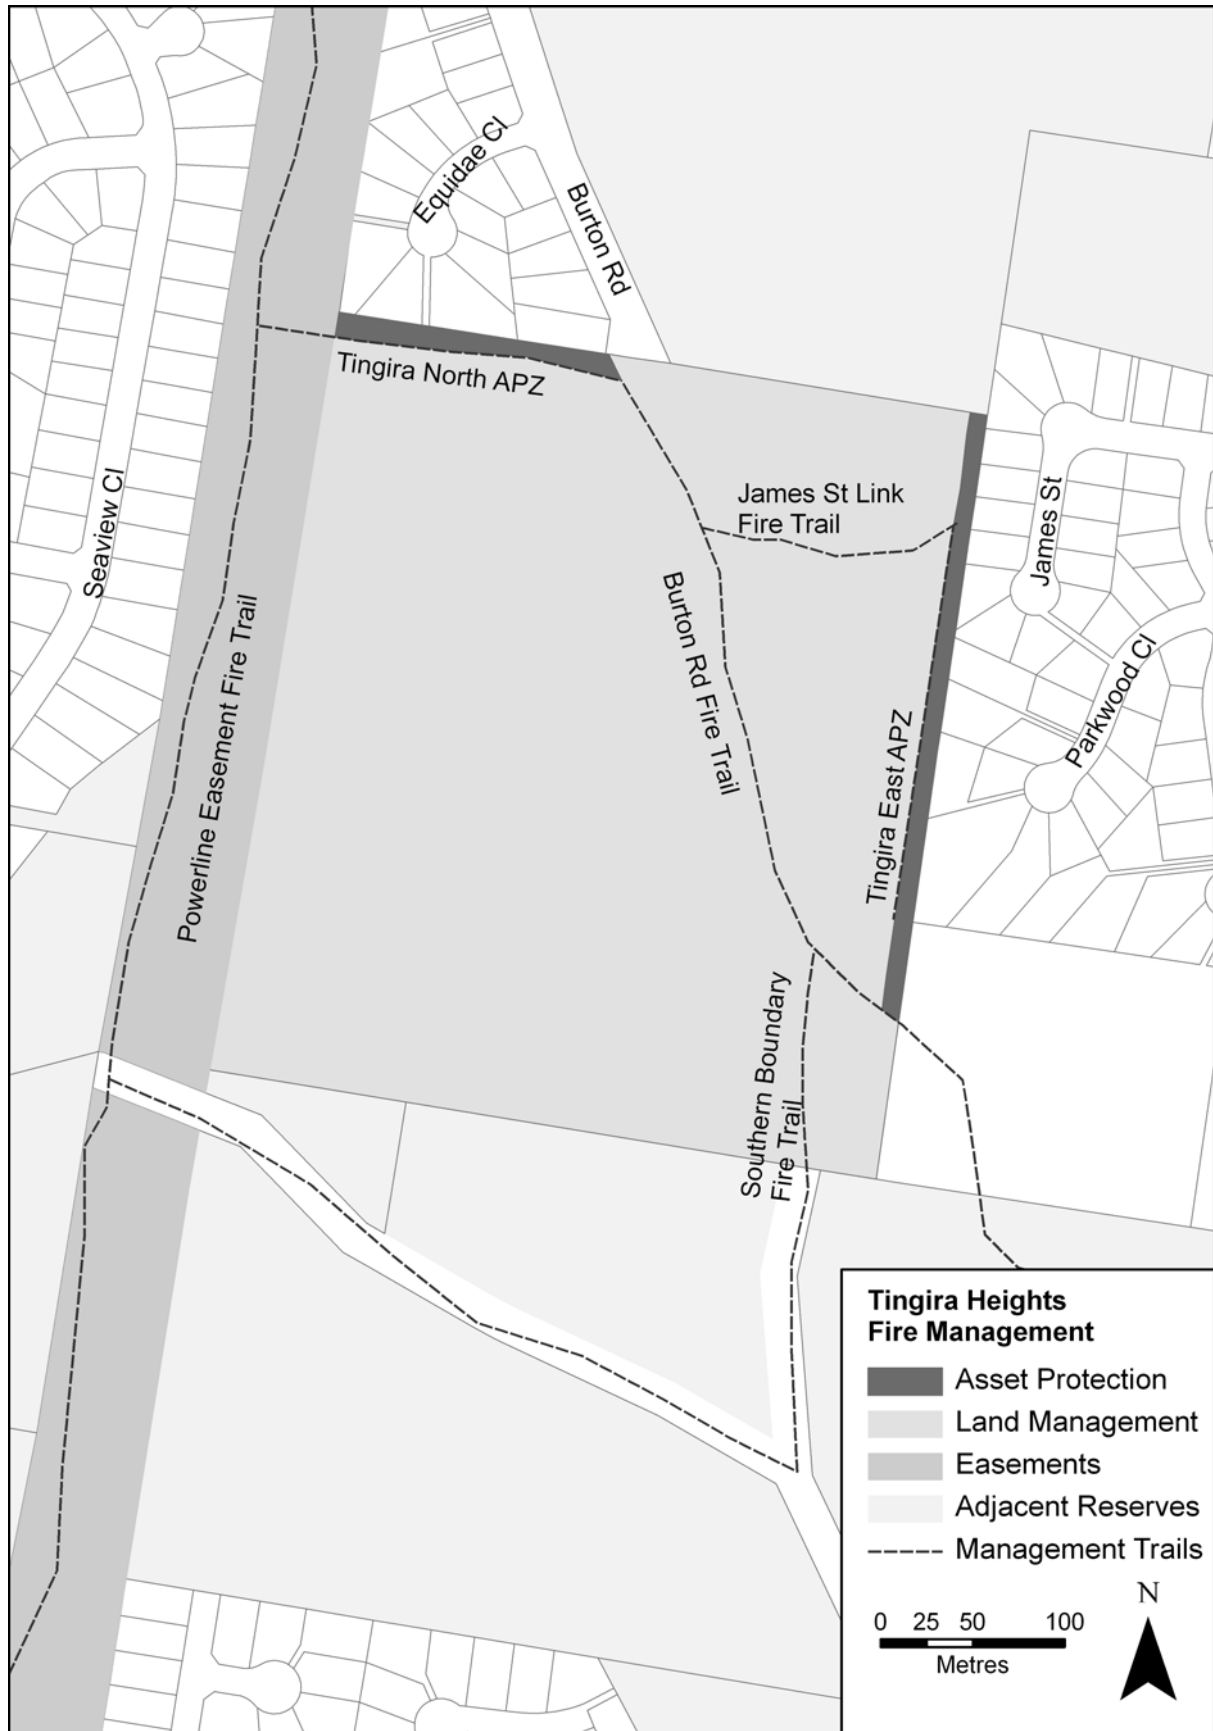 Equidae Cl
Burton Rd
Tingira North APZ
James St Link
Fire Trail
Seaview Cl
James St
Burton Rd Fire Trail
Powerline Easement Fire Trail
Parkwood Cl
Tingira East APZ
Southern Boundary
Fire Trail
Tingira Heights
Fire Management
Asset Protection
Land Management
Easements
Adjacent Reserves
Management Trails
N
0 25 50 100
Metres